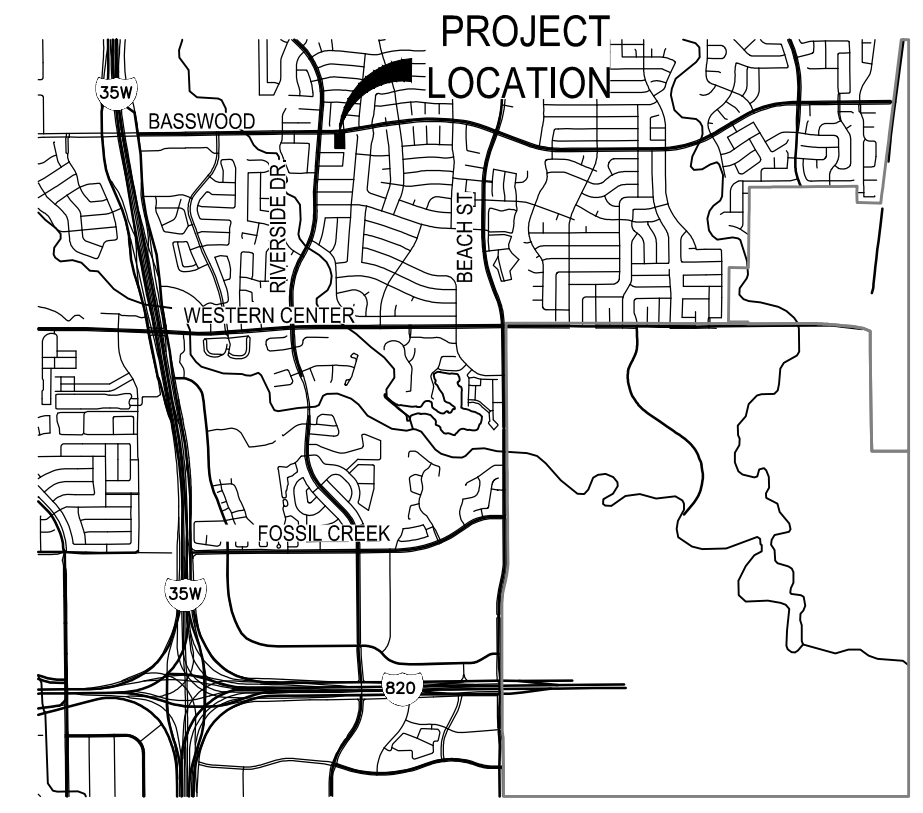 PROJECT
LOCATION
35W
BASSWOOD
RIVERSIDE DR.
BEACH ST.
WESTERN CENTER
FOSSIL CREEK
35W
820